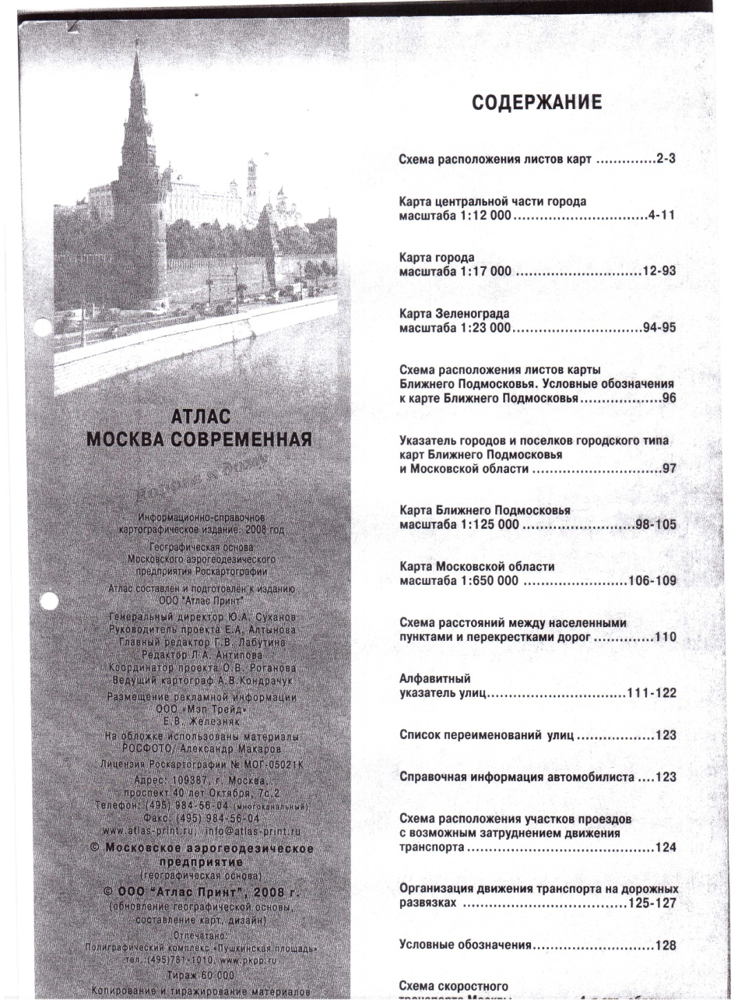 АТЛАС
МОСКВА СОВРЕМЕННАЯ
Информационно-справочное
картографическое издание. 2008 год
Географическая основа
Московского аэрогеодезического
предприятия Роскартографии
Атлас составлен и подготовлен к изданию
ООО "Атлас Принт"
Генеральный директор Ю.А. Суханов
Руководитель проекта Е.А. Алтынова
Главный редактор Г.В. Лабутина
Редактор Л.А. Антипова
Координатор проекта О.В. Роганова
Ведущий картограф А.В.Кондрачук
Размещение рекламной информации
ООО «Мэп Трейд»
Е.В. Железняк
На обложке использованы материалы
РОСФОТО/ Александр Макаров
Лицензия Роскартографии № МОГ-05021К
Адрес: 109387, г. Москва,
проспект 40 лет Октября, 7с.2
Телефон: (495) 984-56-04 (многоканальный)
Факс: (495) 984-56-04
www.atlas-print.ru, info@atlas-print.ru
© Московское аэрогеодезическое
предприятие
(географическая основа)
© ООО "Атлас Принт", 2008 г.
(обновление географической основы,
составление карт, дизайн)
Отпечатано:
Полиграфический комплекс «Пушкинская площадь»
тел.:(495)781-1010, www.pkpp.ru
Тираж 60 000
Копирование и тиражирование материалов
СОДЕРЖАНИЕ
Схема расположения листов карт ..............2-3
Карта центральной части города
масштаба 1:12 000...............................4-11
Карта города
масштаба 1:17 000 .............................12-93
Карта Зеленограда
масштаба 1:23 000..............................94-95
Схема расположения листов карты
Ближнего Подмосковья. Условные обозначения
к карте Ближнего Подмосковья...................96
Указатель городов и поселков городского типа
карт Ближнего Подмосковья
и Московской области ..............................97
Карта Ближнего Подмосковья
масштаба 1:125 000 ..........................98-105
Карта Московской области
масштаба 1:650 000 ........................106-109
Схема расстояний между населенными
пунктами и перекрестками дорог ..............110
Алфавитный
указатель улиц................................111-122
Список переименований улиц ..................123
Справочная информация автомобилиста ....123
Схема расположения участков проездов
с возможным затруднением движения
транспорта...........................................124
Организация движения транспорта на дорожных
развязках ......................................125-127
Условные обозначения............................128
Схема скоростного